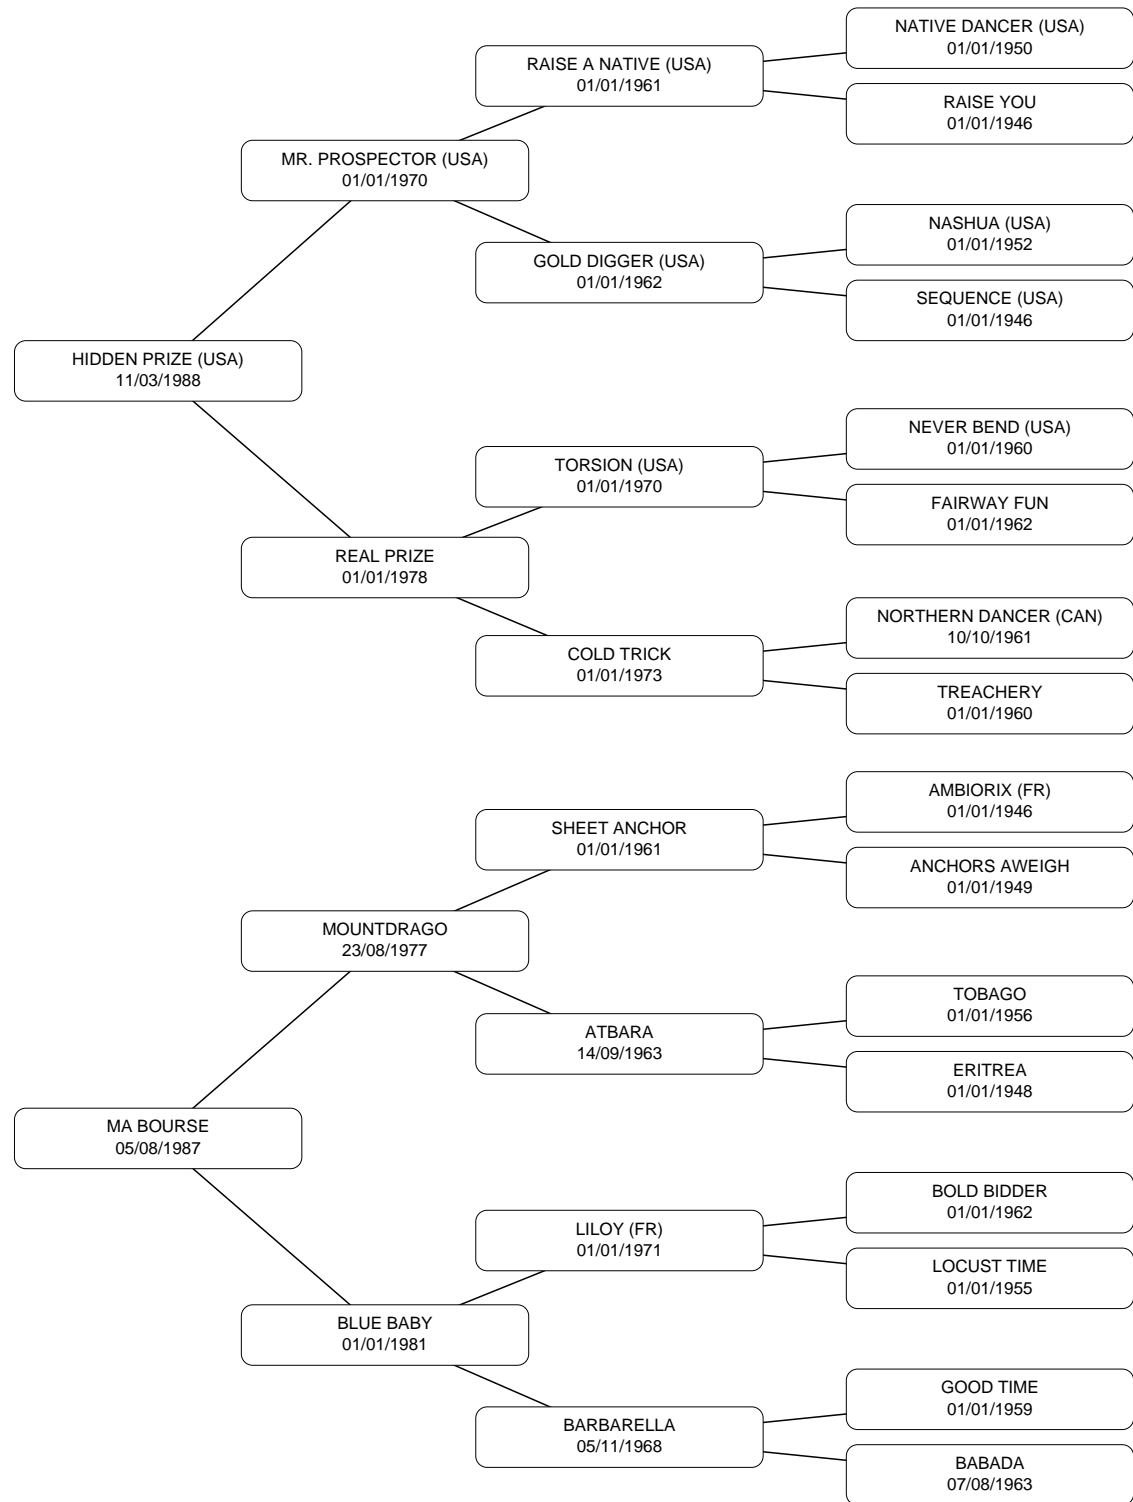 NATIVE DANCER (USA)
01/01/1950
RAISE A NATIVE (USA)
01/01/1961
RAISE YOU
01/01/1946
MR. PROSPECTOR (USA)
01/01/1970
NASHUA (USA)
01/01/1952
GOLD DIGGER (USA)
01/01/1962
SEQUENCE (USA)
01/01/1946
HIDDEN PRIZE (USA)
11/03/1988
NEVER BEND (USA)
01/01/1960
TORSION (USA)
01/01/1970
FAIRWAY FUN
01/01/1962
REAL PRIZE
01/01/1978
NORTHERN DANCER (CAN)
10/10/1961
COLD TRICK
01/01/1973
TREACHERY
01/01/1960
AMBIORIX (FR)
01/01/1946
SHEET ANCHOR
01/01/1961
ANCHORS AWEIGH
01/01/1949
MOUNTDRAGO
23/08/1977
TOBAGO
01/01/1956
ATBARA
14/09/1963
ERITREA
01/01/1948
MA BOURSE
05/08/1987
BOLD BIDDER
01/01/1962
LILOY (FR)
01/01/1971
LOCUST TIME
01/01/1955
BLUE BABY
01/01/1981
GOOD TIME
01/01/1959
BARBARELLA
05/11/1968
BABADA
07/08/1963